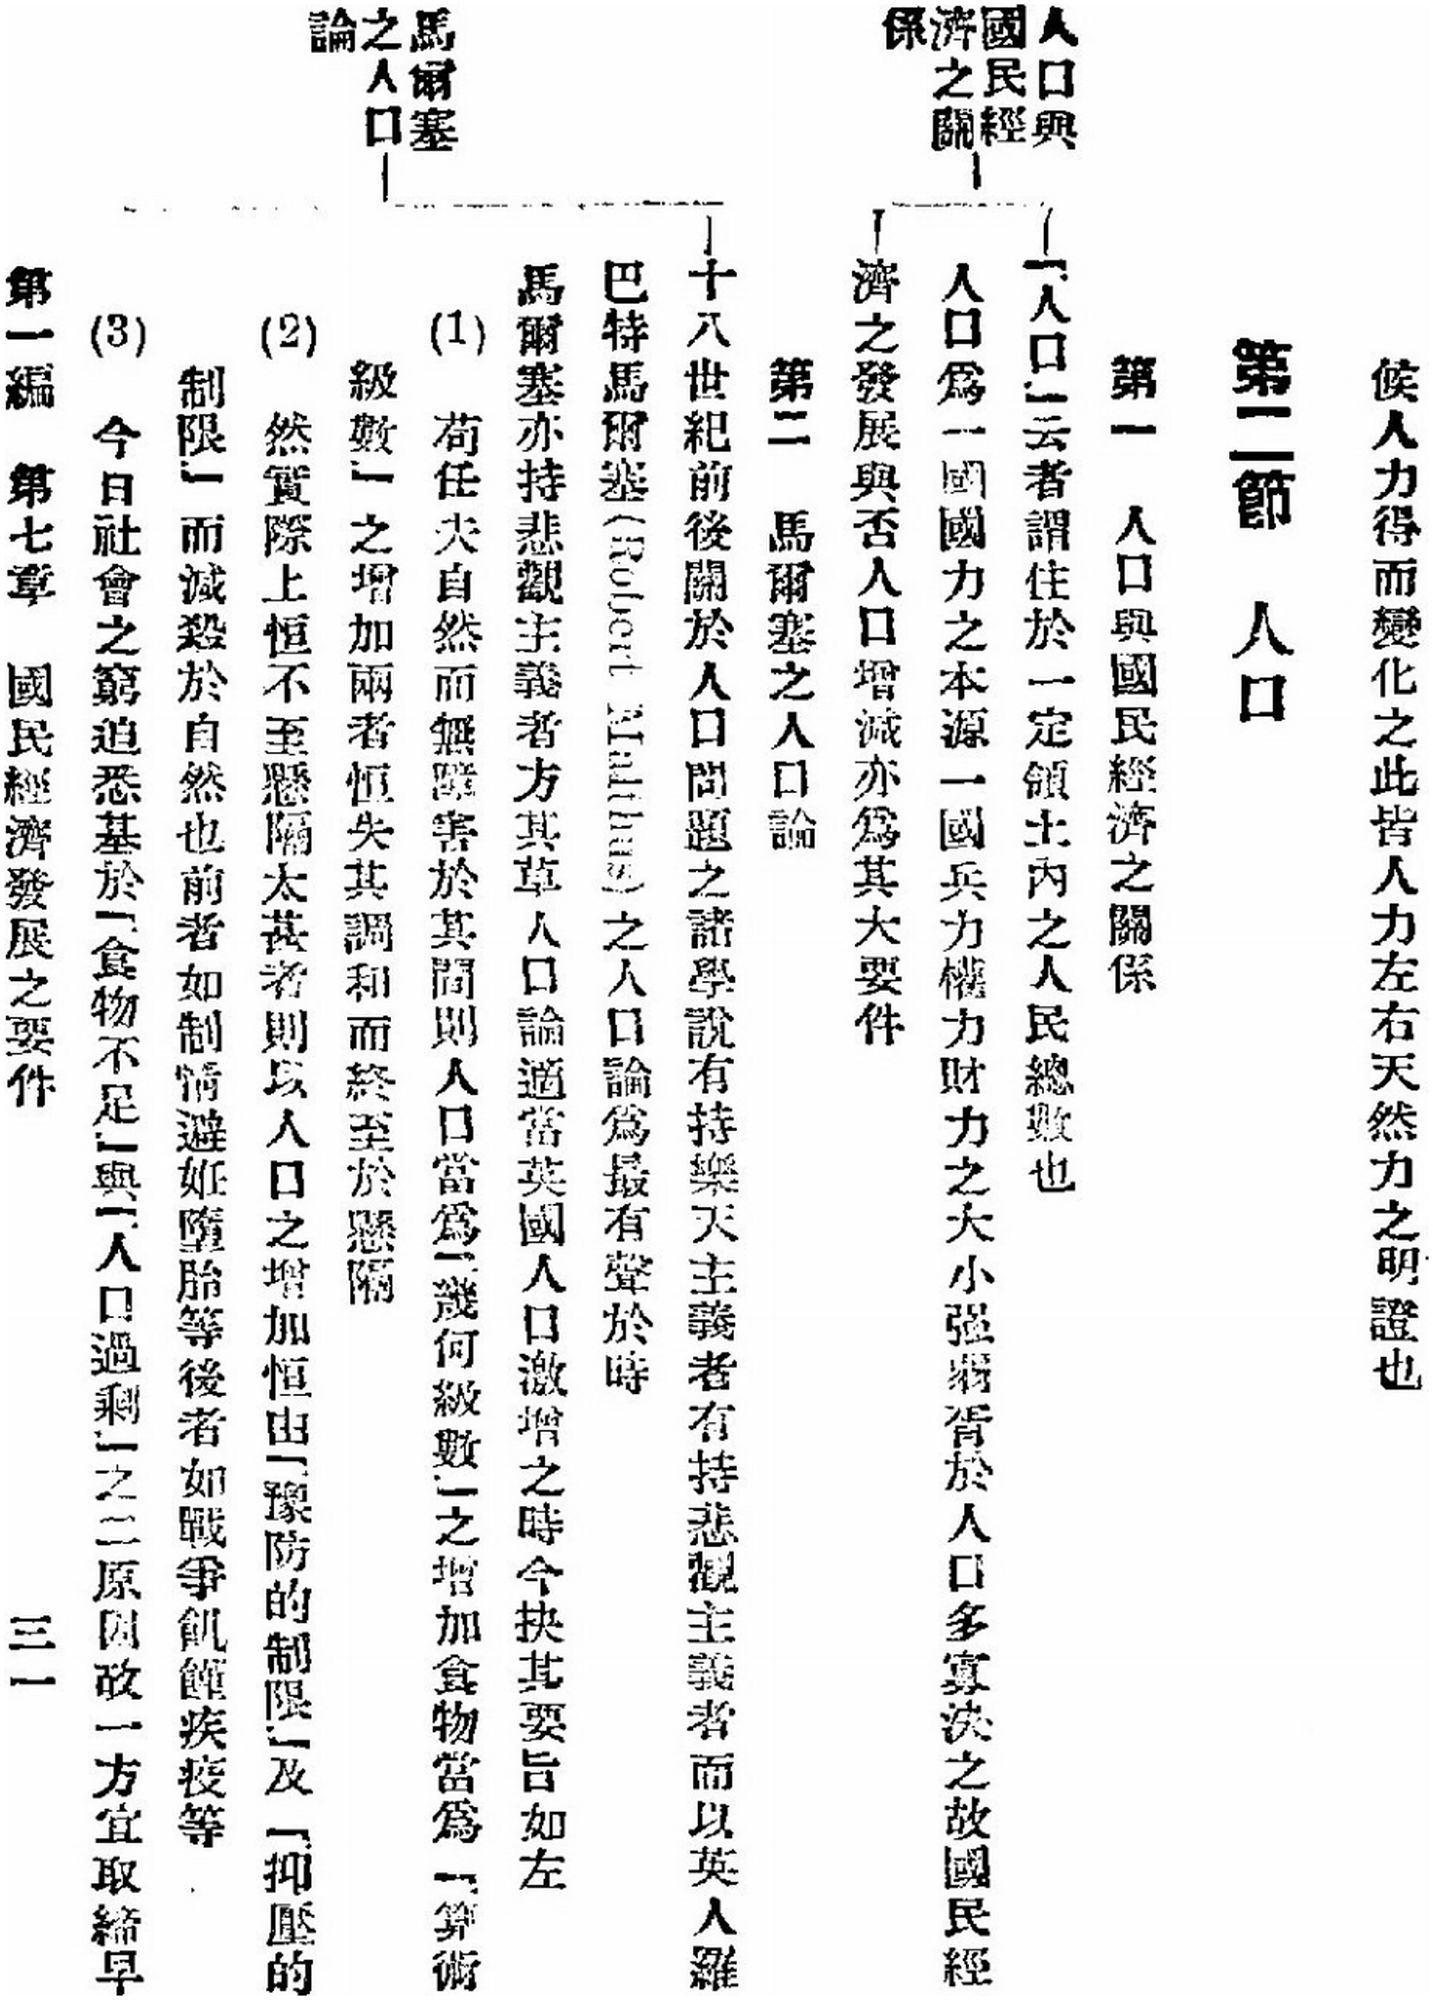 候人力得而變化之此皆人力左右天然力之明證也
第二節　人口
第一　人口與國民經濟之關係
人口與
國民經
濟之關
係
「人口」云者謂住於一定領土內之人民總數也
人口爲一國國力之本源一國兵力權力財力之大小强弱胥於人口多寡決之故國民經
濟之發展與否人口增減亦爲其大要件
第二　馬爾塞之人口論
馬爾塞
之人口
論
十八世紀前後關於人口問題之諸學說有持樂天主義者有持悲觀主義者而以英人羅
巴特馬爾塞(Robert Malthus)之人口論爲最有聲於時
馬爾塞亦持悲觀主義者方其草人口論適當英國人口激增之時今抉其要旨如左
(1)　苟任夫自然而無障害於其間則人口當爲「幾何級數」之增加食物當爲「算術
級數」之增加兩者恒失其調和而終至於懸隔
(2)　然實際上恒不至懸隔太甚者則以人口之增加恒由「豫防的制限」及「抑壓的
制限」而減殺於自然也前者如制情避姙墮胎等後者如戰爭飢饉疾疫等
(3)　今日社會之窮迫悉基於「食物不足」與「人口過剩」之二原因故一方宜取締早
第一編　第七章　國民經濟發展之要件
三一